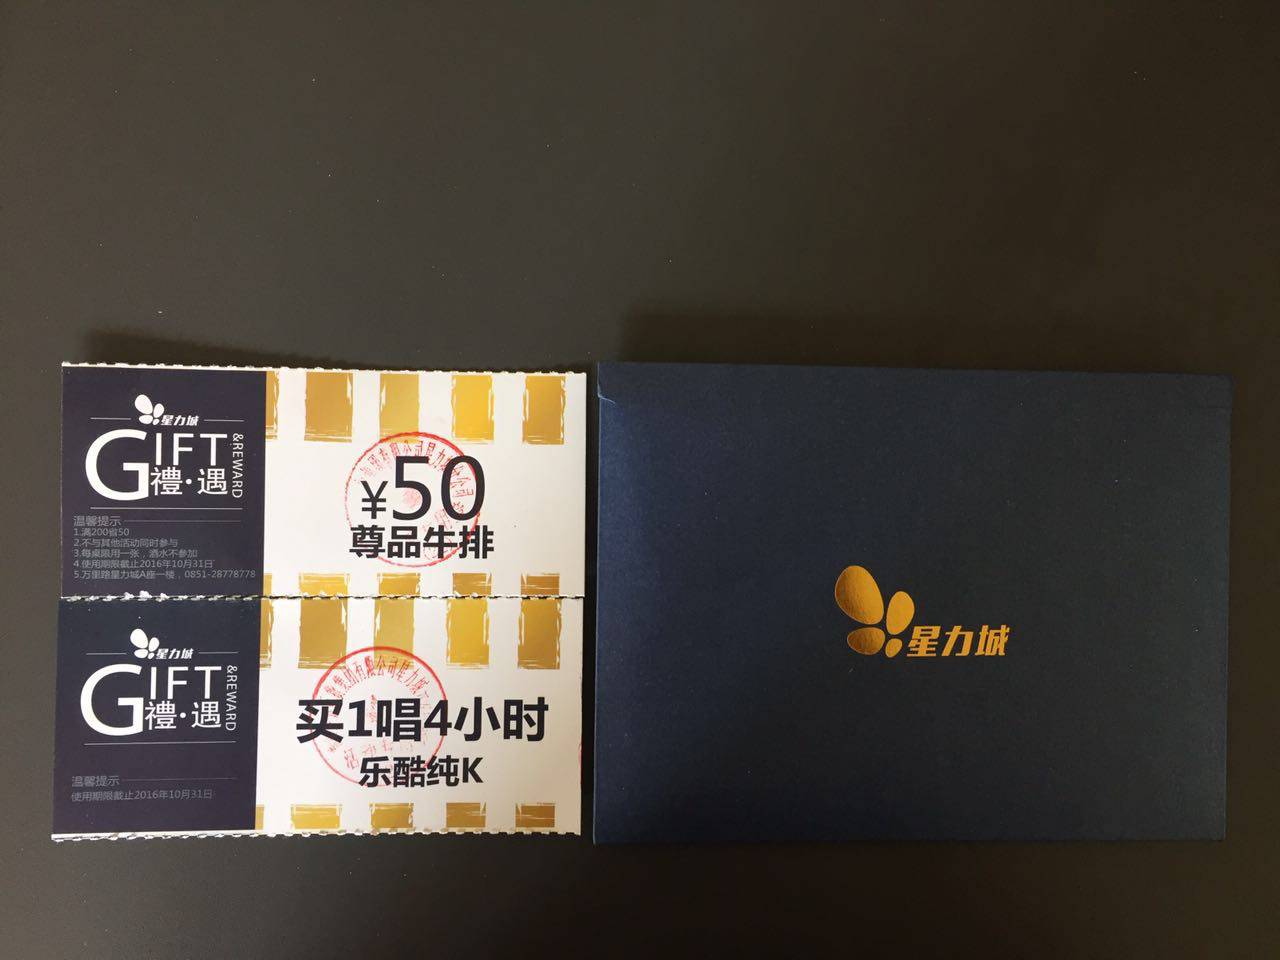 星力城
GIFT
&REWARD
禮·遇
温馨提示
1.满200省50
2.不与其他活动同时参与
3.每桌限用一张，酒水不参加
4.使用期限截止2016年10月31日
5.万里路星力城A座一楼，0851-28778778
¥50
尊品牛排
星力城
GIFT
&REWARD
禮·遇
温馨提示
使用期限截止2016年10月31日
买1唱4小时
乐酷纯K
星力城